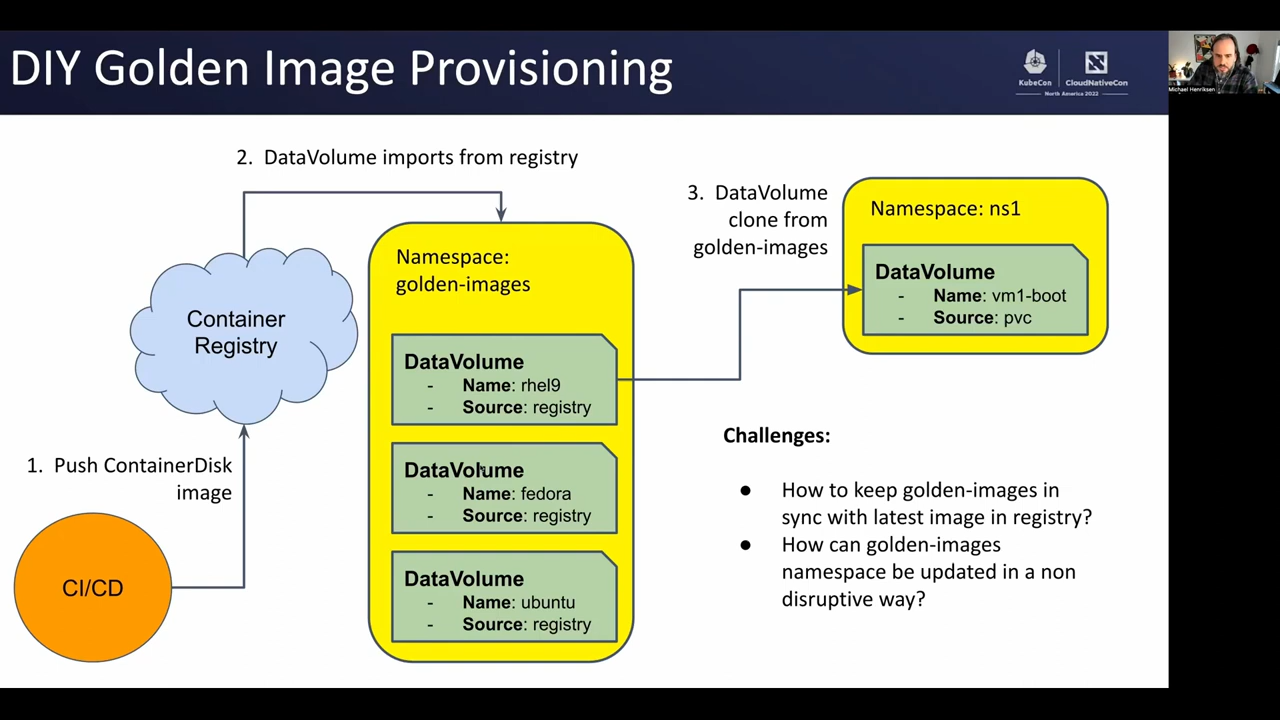 DIY Golden Image Provisioning
KubeCon
CloudNativeCon
North America 2022
Michael Henriksen
2. DataVolume imports from registry
3. DataVolume
clone from
golden-images
Namespace: ns1
DataVolume
- Name: vm1-boot
- Source: pvc
Namespace:
golden-images
Container
Registry
DataVolume
- Name: rhel9
- Source: registry
DataVolume
- Name: fedora
- Source: registry
DataVolume
- Name: ubuntu
- Source: registry
1. Push ContainerDisk
image
CI/CD
Challenges:
● How to keep golden-images in
sync with latest image in registry?
● How can golden-images
namespace be updated in a non
disruptive way?